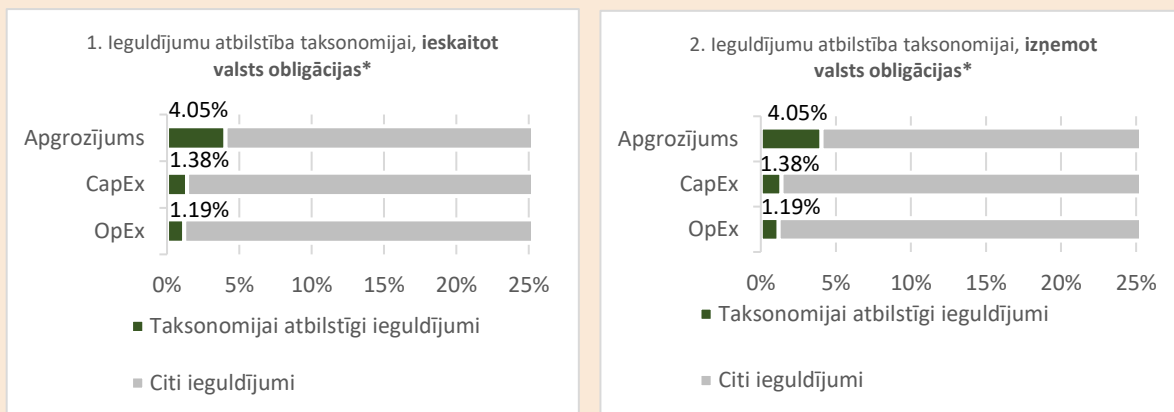 1. Ieguldījumu atbilstība taksonomijai, ieskaitot
valsts obligācijas*
4.05%
Apgrozījums
1.38%
CapEx
1.19%
OpEx
0% 5% 10% 15% 20% 25%
Taksonomijai atbilstīgi ieguldījumi
Citi ieguldījumi
2. Ieguldījumu atbilstība taksonomijai, izņemot
valsts obligācijas*
4.05%
Apgrozījums
1.38%
CapEx
1.19%
OpEx
0% 5% 10% 15% 20% 25%
Taksonomijai atbilstīgi ieguldījumi
Citi ieguldījumi